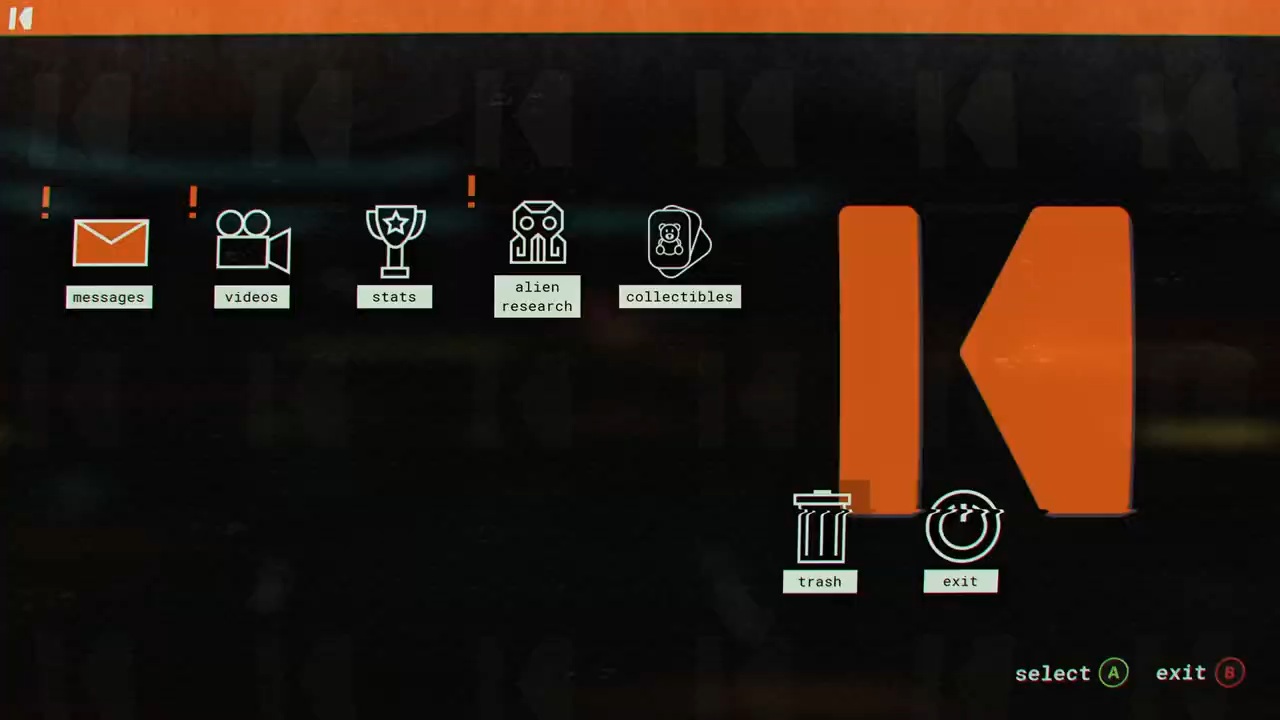 messages
videos
stats
alien
research
collectibles
trash
exit
select A exit B